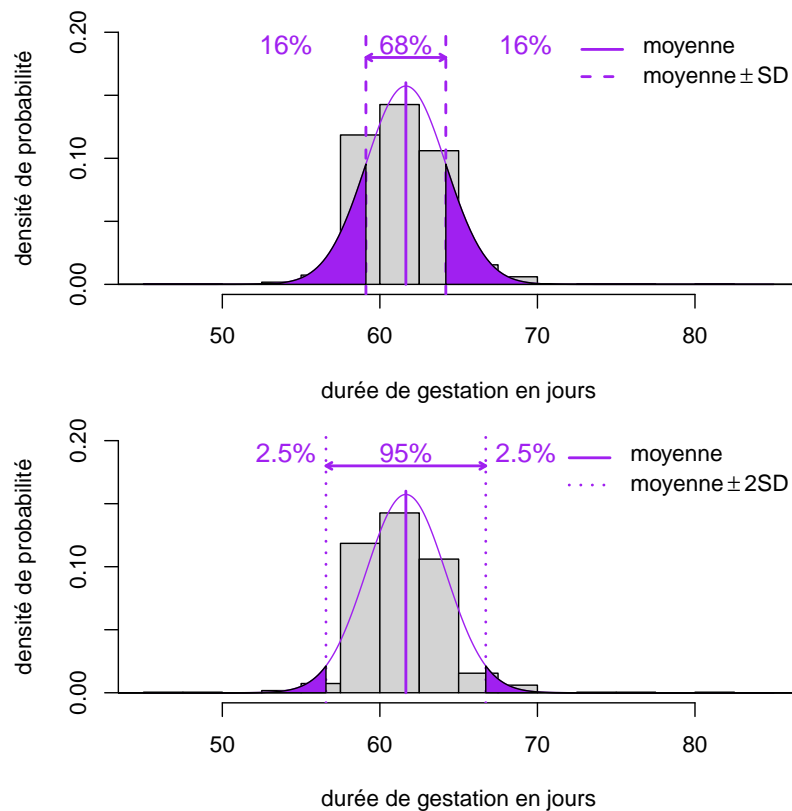 16% 68% 16%
moyenne
moyenne ± SD
densité de probabilité
0.00 0.10 0.20
50 60 70 80
durée de gestation en jours
2.5% 95% 2.5%
moyenne
moyenne ± 2SD
densité de probabilité
0.00 0.10 0.20
50 60 70 80
durée de gestation en jours